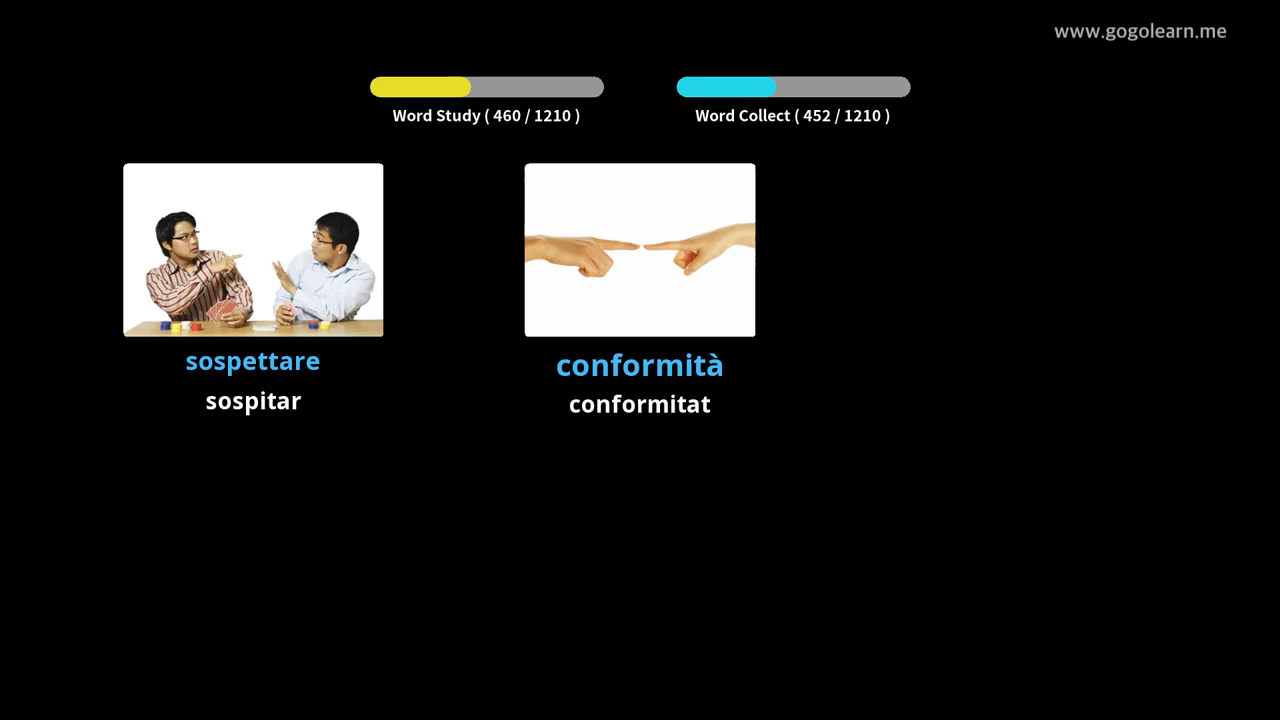 www.gogolearn.me
Word Study ( 460 / 1210 )
Word Collect ( 452 / 1210 )
sospettare
sospitar
conformità
conformitat